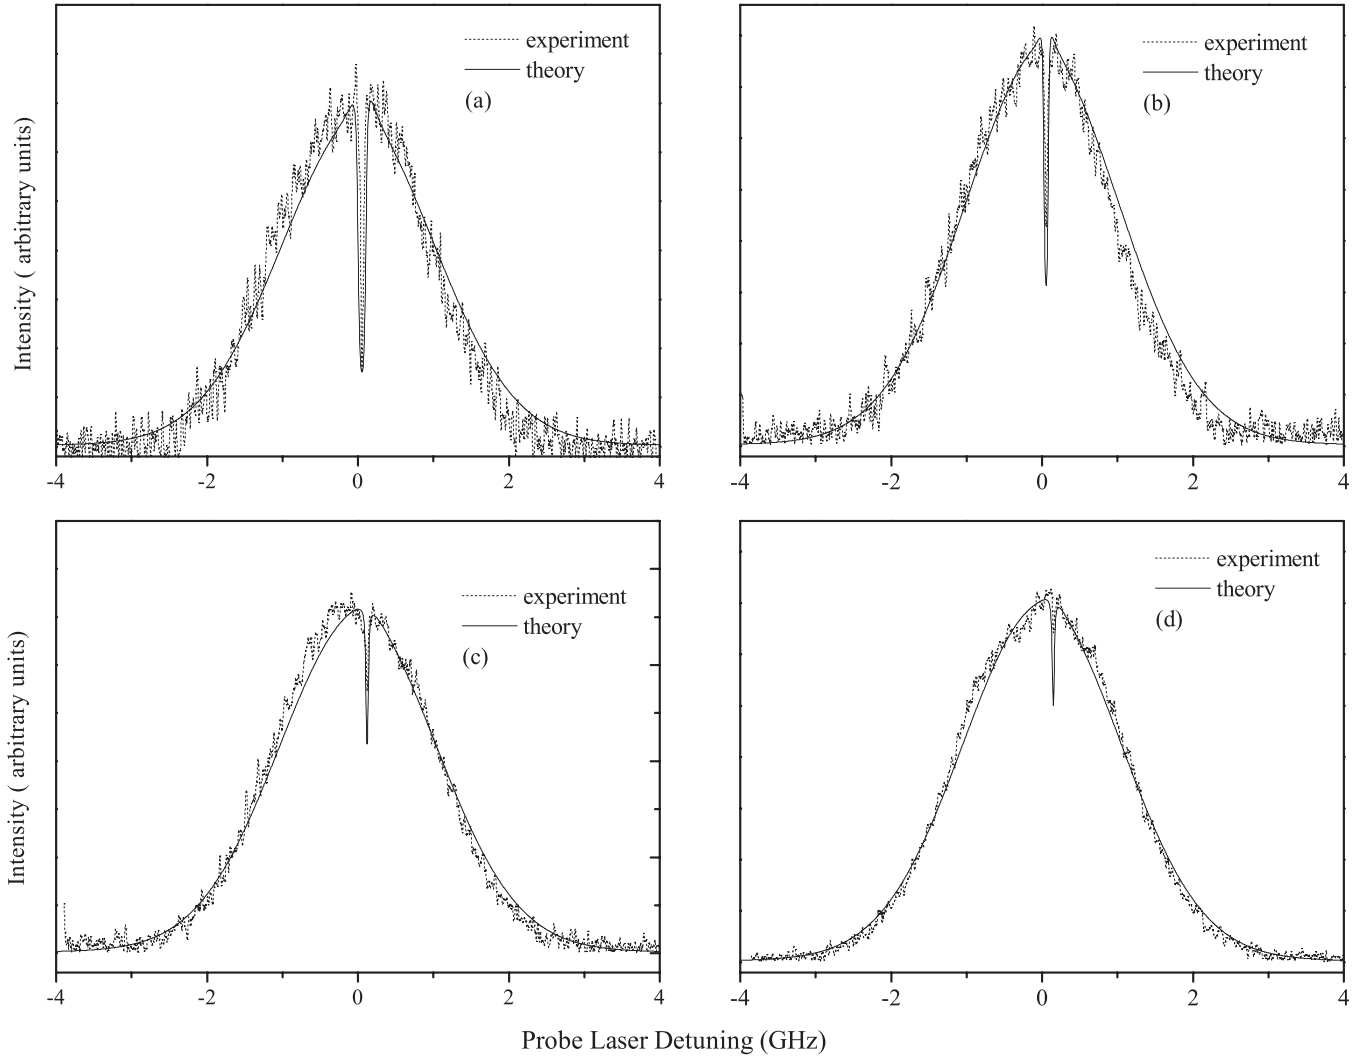 experiment
theory
(a)
Intensity ( arbitrary units)
-4 -2 0 2 4
experiment
theory
(b)
-4 -2 0 2 4
experiment
theory
(c)
Intensity ( arbitrary units)
-4 -2 0 2 4
experiment
theory
(d)
-4 -2 0 2 4
Probe Laser Detuning (GHz)